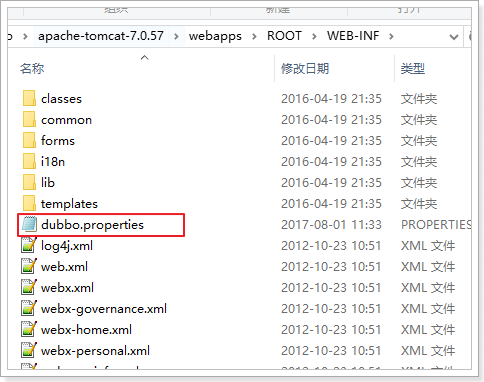 组织 新建 打开
apache-tomcat-7.0.57 › webapps › ROOT › WEB-INF
名称 修改日期 类型
classes 2016-04-19 21:35 文件夹
common 2016-04-19 21:35 文件夹
forms 2016-04-19 21:35 文件夹
i18n 2016-04-19 21:35 文件夹
lib 2016-04-19 21:35 文件夹
templates 2016-04-19 21:35 文件夹
dubbo.properties 2017-08-01 11:33 PROPERTIES
log4j.xml 2012-10-23 10:51 XML 文件
web.xml 2012-10-23 10:51 XML 文件
webx.xml 2012-10-23 10:51 XML 文件
webx-governance.xml 2012-10-23 10:51 XML 文件
webx-home.xml 2012-10-23 10:51 XML 文件
webx-personal.xml 2012-10-23 10:51 XML 文件